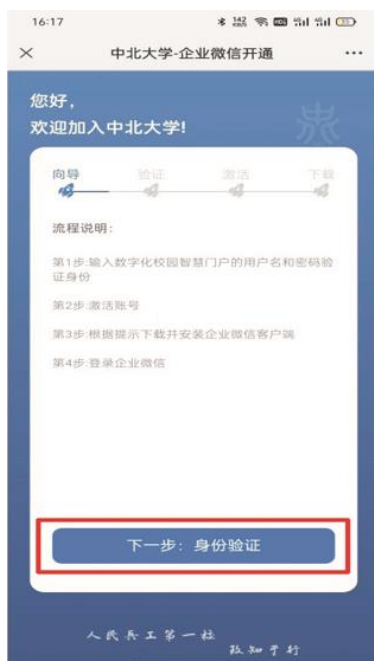 16:17
中北大学-企业微信开通
您好，
欢迎加入中北大学!
向导 验证 激活 下载
流程说明：
第1步:输入数字化校园智慧门户的用户名和密码验
证身份
第2步:激活账号
第3步:根据提示下载并安装企业微信客户端
第4步:登录企业微信
下一步：身份验证
人民兵工第一校
致知于行